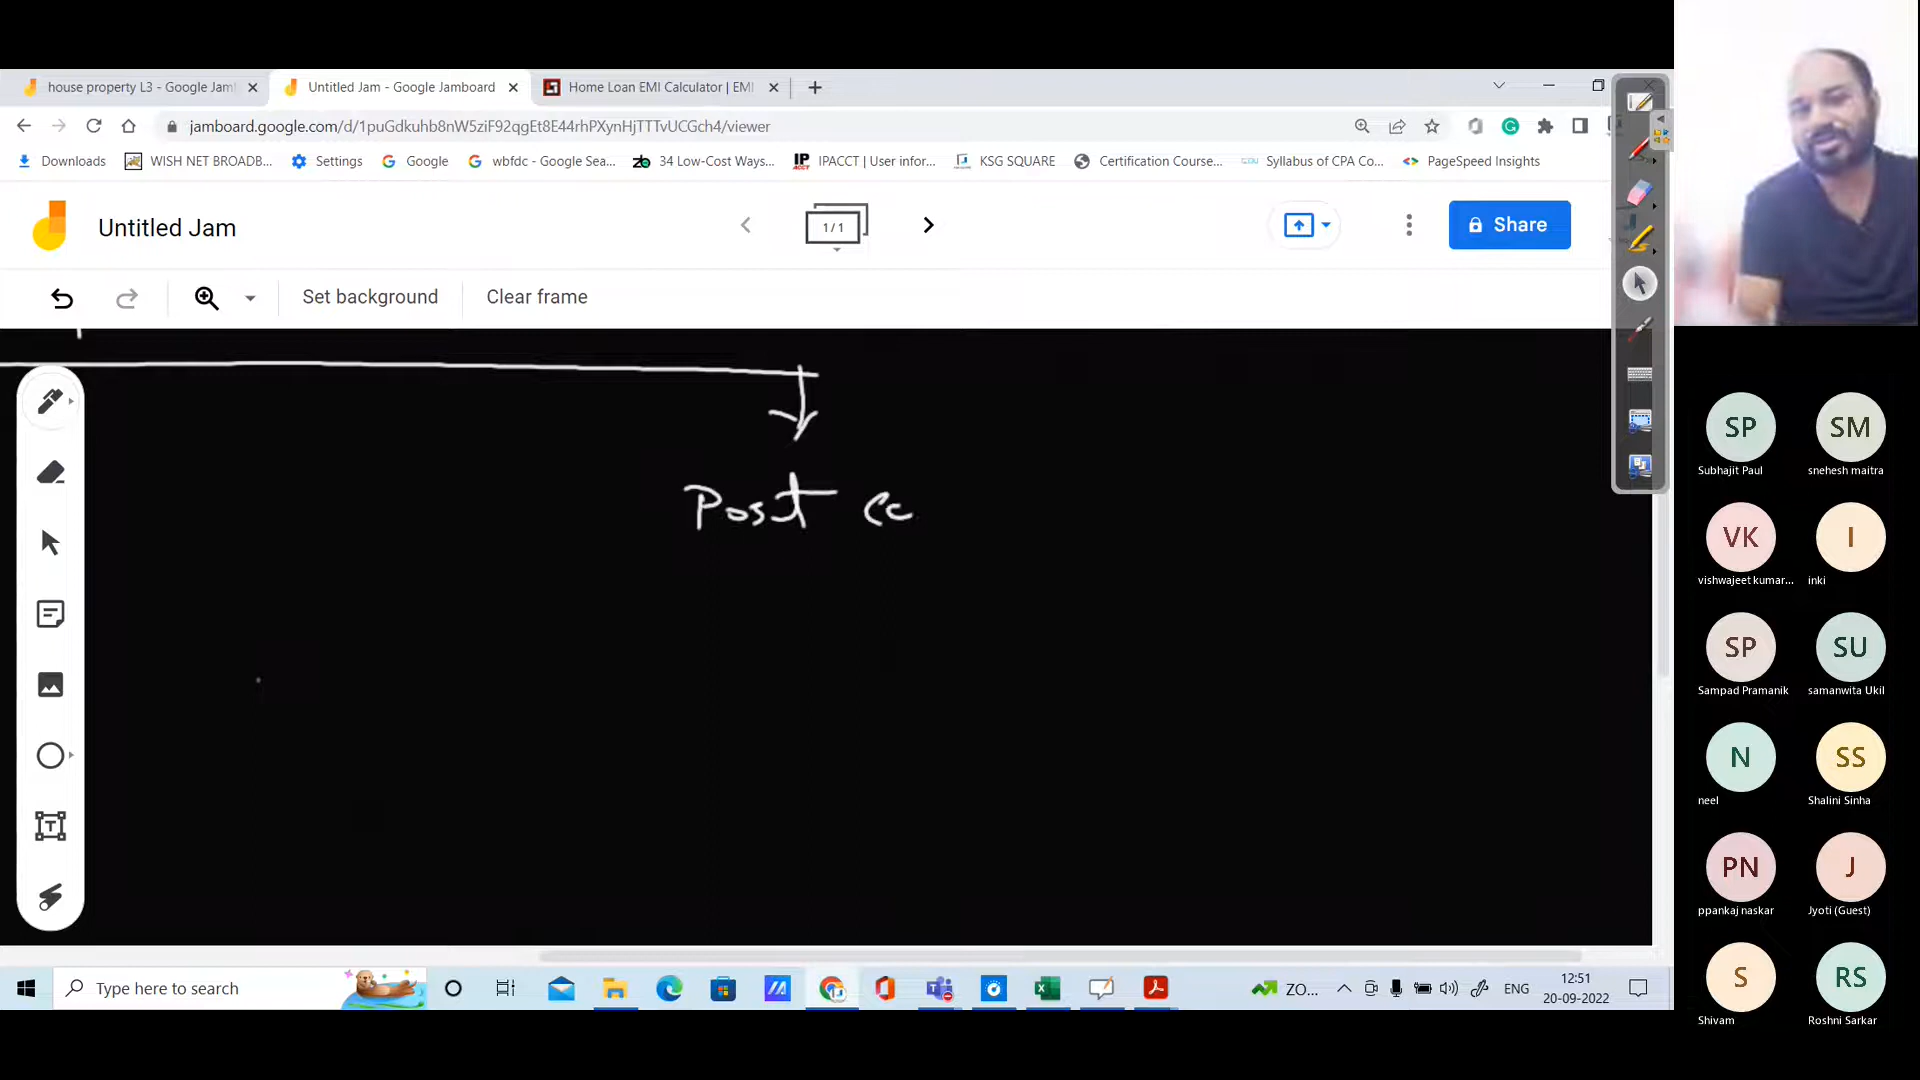 house property L3 - Google Jam
Untitled Jam - Google Jamboard
Home Loan EMI Calculator | EM
jamboard.google.com/d/1puGdkuhb8nW5ziF92qgEt8E44rhPXynHjTTTvUCGch4/viewer
Downloads
WISH NET BROADB...
Settings
Google
wbfdc - Google Sea...
34 Low-Cost Ways...
IPACCT | User infor...
KSG SQUARE
Certification Course...
Syllabus of CPA Co...
PageSpeed Insights
Untitled Jam
1 / 1
Share
Set background
Clear frame
Post
SP
SM
Subhajit Paul
snehesh maitra
VK
I
vishwajeet kumar...
inki
SP
SU
Sampad Pramanik
samanwita Ukil
N
SS
neel
Shalini Sinha
PN
J
ppankaj naskar
Jyoti (Guest)
S
RS
Shivam
Roshni Sarkar
Type here to search
ZO...
ENG
12:51
20-09-2022